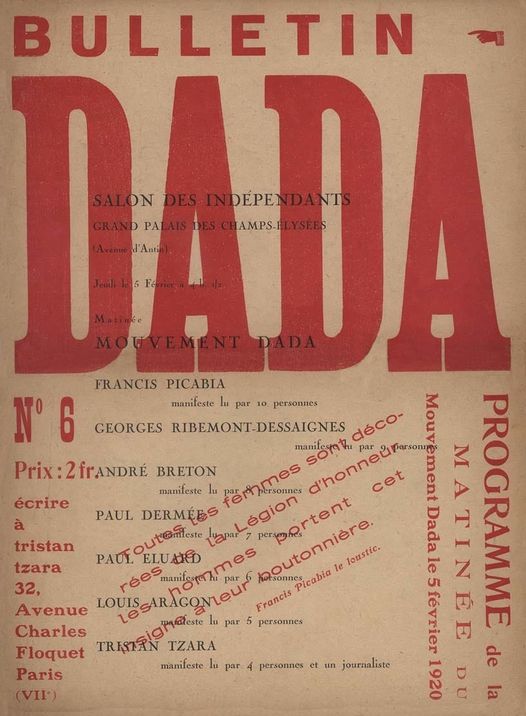 BULLETIN
DADA
SALON DES INDÉPENDANTS
GRAND PALAIS DES CHAMPS-ÉLYSÉES
(Avenue d'Antin)
Jeudi le 5 Février à 4 h. 1/2
Matinée
MOUVEMENT DADA
FRANCIS PICABIA
manifeste lu par 10 personnes
GEORGES RIBEMONT-DESSAIGNES
manifeste lu par 9 personnes
ANDRÉ BRETON
manifeste lu par 8 personnes
PAUL DERMÉE
manifeste lu par 7 personnes
PAUL ELUARD
manifeste lu par 6 personnes
LOUIS ARAGON
manifeste lu par 5 personnes
TRISTAN TZARA
manifeste lu par 4 personnes et un journaliste
N° 6
Prix : 2 fr.
écrire
à
tristan
tzara
32,
Avenue
Charles
Floquet
Paris
(VIIᵉ)
Toutes les femmes sont déco-
rées de la Légion d'honneur
les hommes portent cet
insigne à leur boutonnière.
Francis Picabia le loustic.
PROGRAMME de la
MATINÉE DU
Mouvement Dada le 5 février 1920